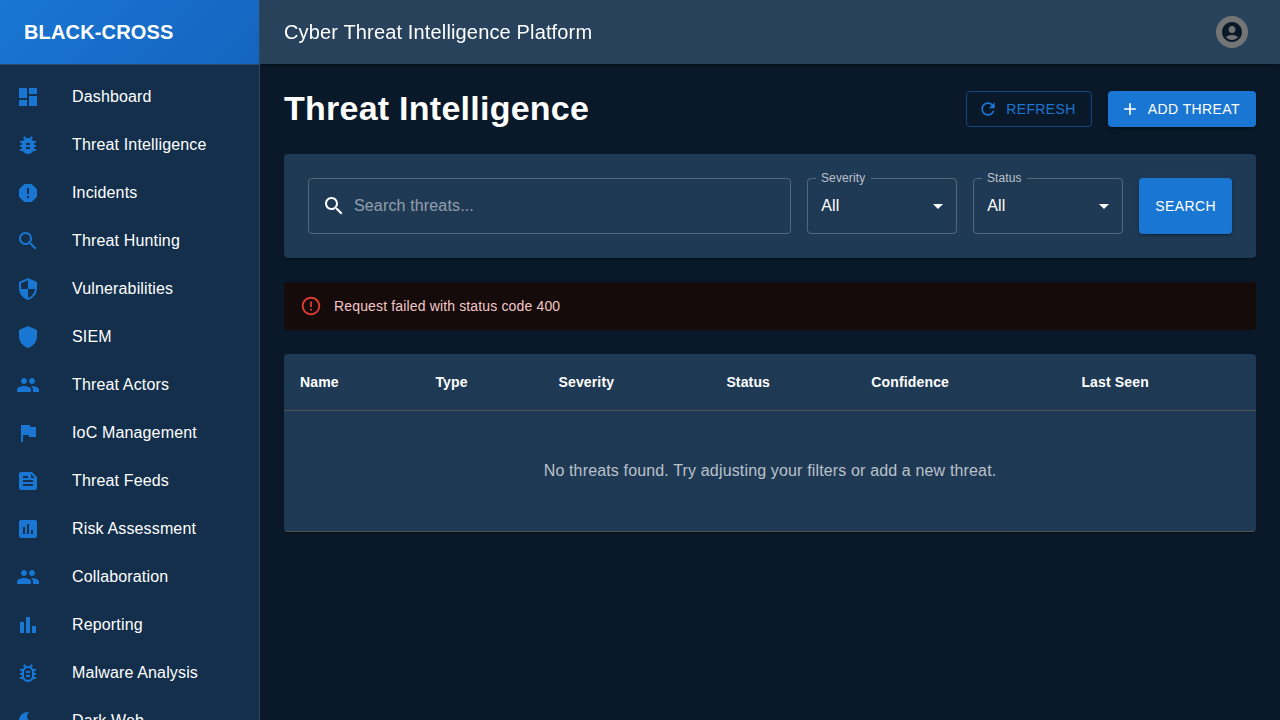 BLACK-CROSS
Cyber Threat Intelligence Platform
Dashboard
Threat Intelligence
Incidents
Threat Hunting
Vulnerabilities
SIEM
Threat Actors
IoC Management
Threat Feeds
Risk Assessment
Collaboration
Reporting
Malware Analysis
Dark Web
Threat Intelligence
REFRESH
ADD THREAT
Search threats...
Severity
All
Status
All
SEARCH
Request failed with status code 400
Name Type Severity Status Confidence Last Seen
No threats found. Try adjusting your filters or add a new threat.